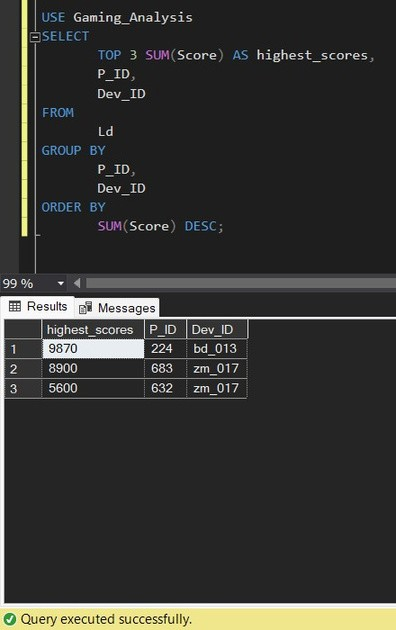 USE Gaming_Analysis
SELECT
TOP 3 SUM(Score) AS highest_scores,
P_ID,
Dev_ID
FROM
Ld
GROUP BY
P_ID,
Dev_ID
ORDER BY
SUM(Score) DESC;
99 %
Results Messages
highest_scores P_ID Dev_ID
1 9870 224 bd_013
2 8900 683 zm_017
3 5600 632 zm_017
Query executed successfully.